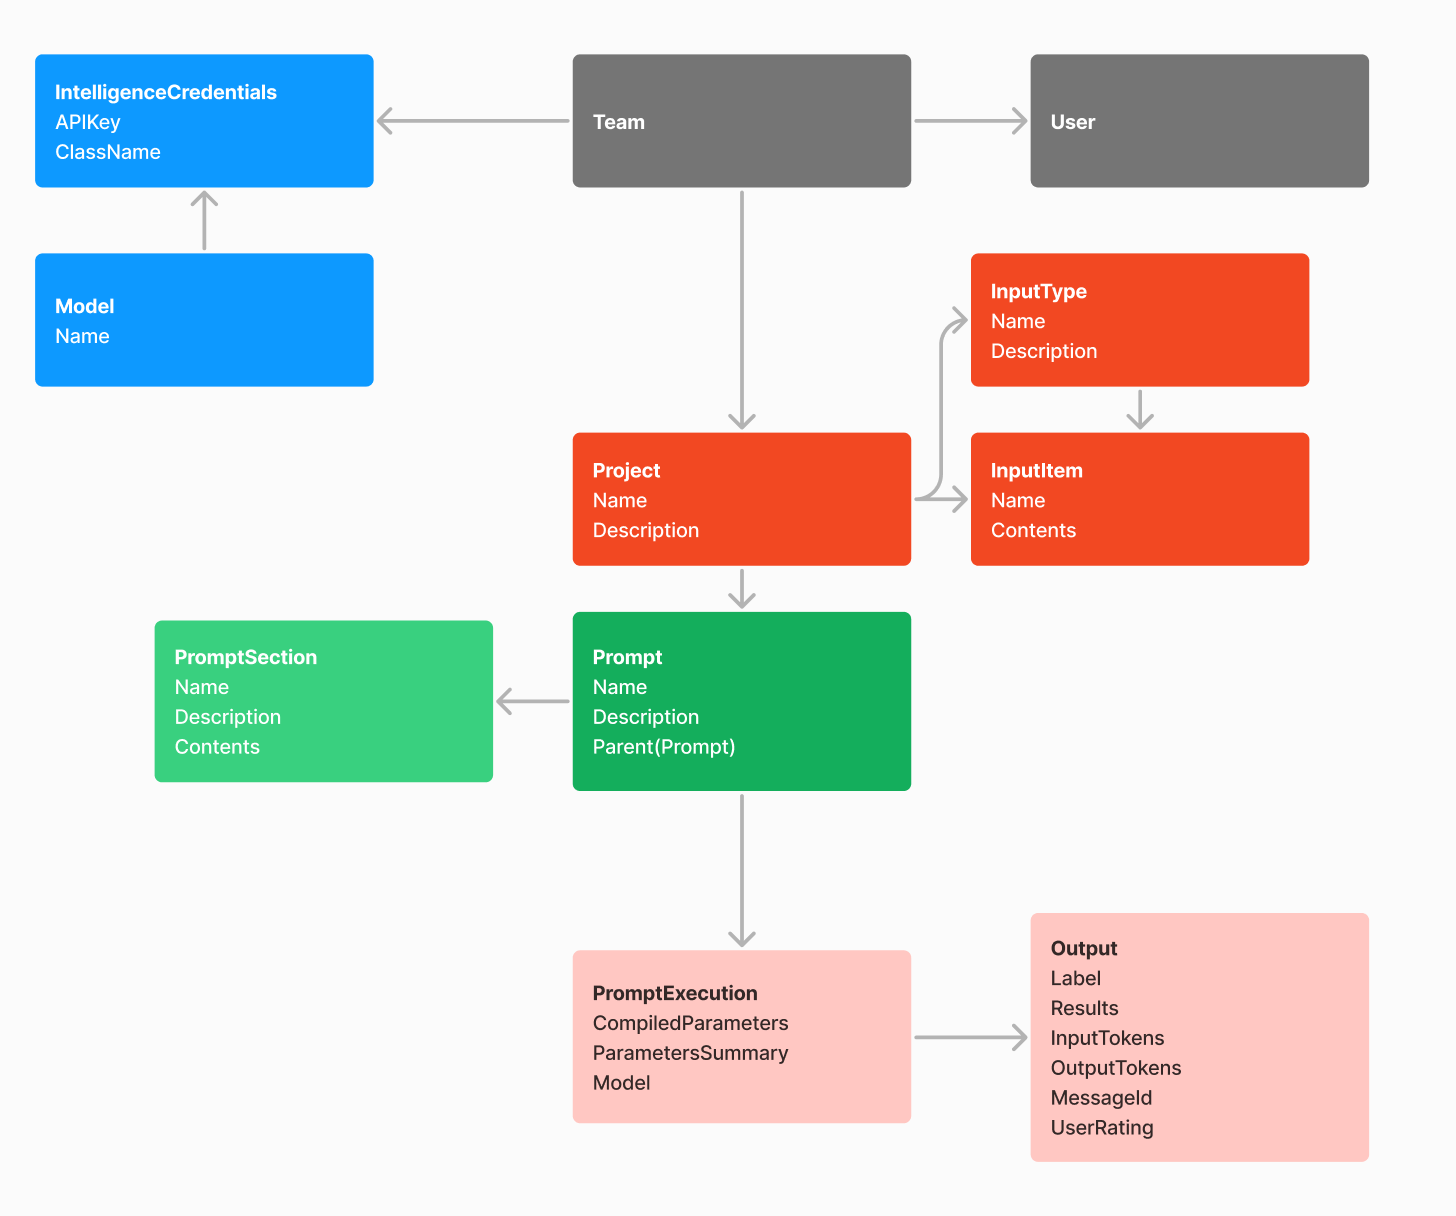 IntelligenceCredentials
APIKey
ClassName
Team
User
Model
Name
InputType
Name
Description
Project
Name
Description
InputItem
Name
Contents
PromptSection
Name
Description
Contents
Prompt
Name
Description
Parent(Prompt)
PromptExecution
CompiledParameters
ParametersSummary
Model
Output
Label
Results
InputTokens
OutputTokens
MessageId
UserRating